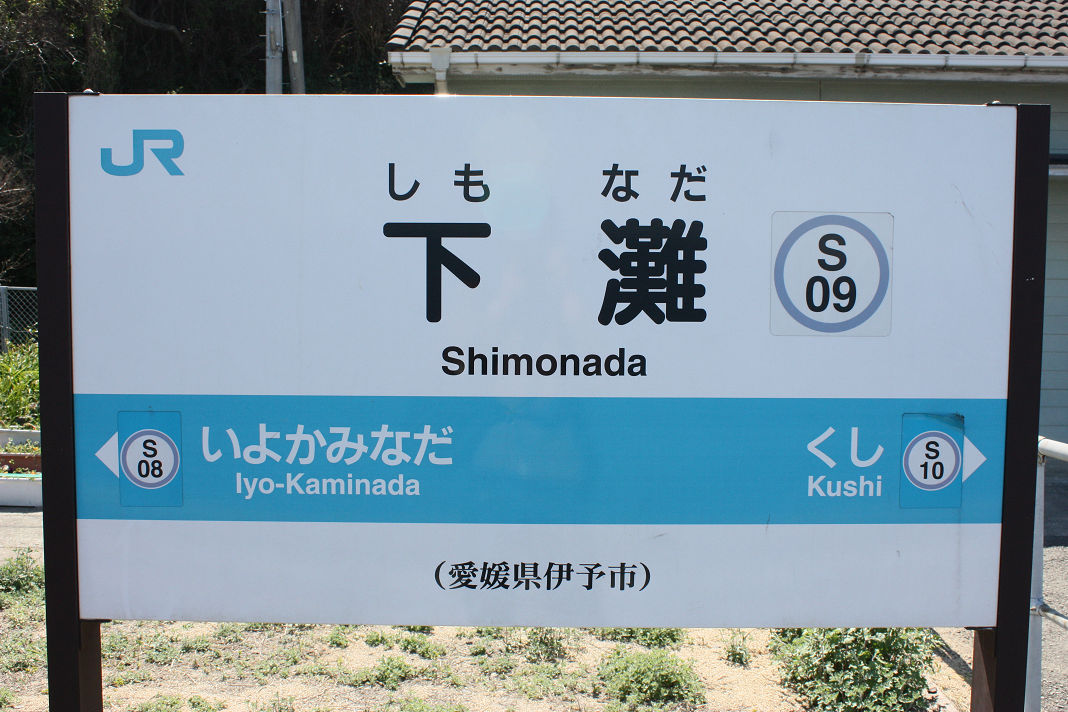 JR
しもなだ
下灘
S
09
Shimonada
S
08
いよかみなだ
Iyo-Kaminada
くし
Kushi
S
10
(愛媛県伊予市)